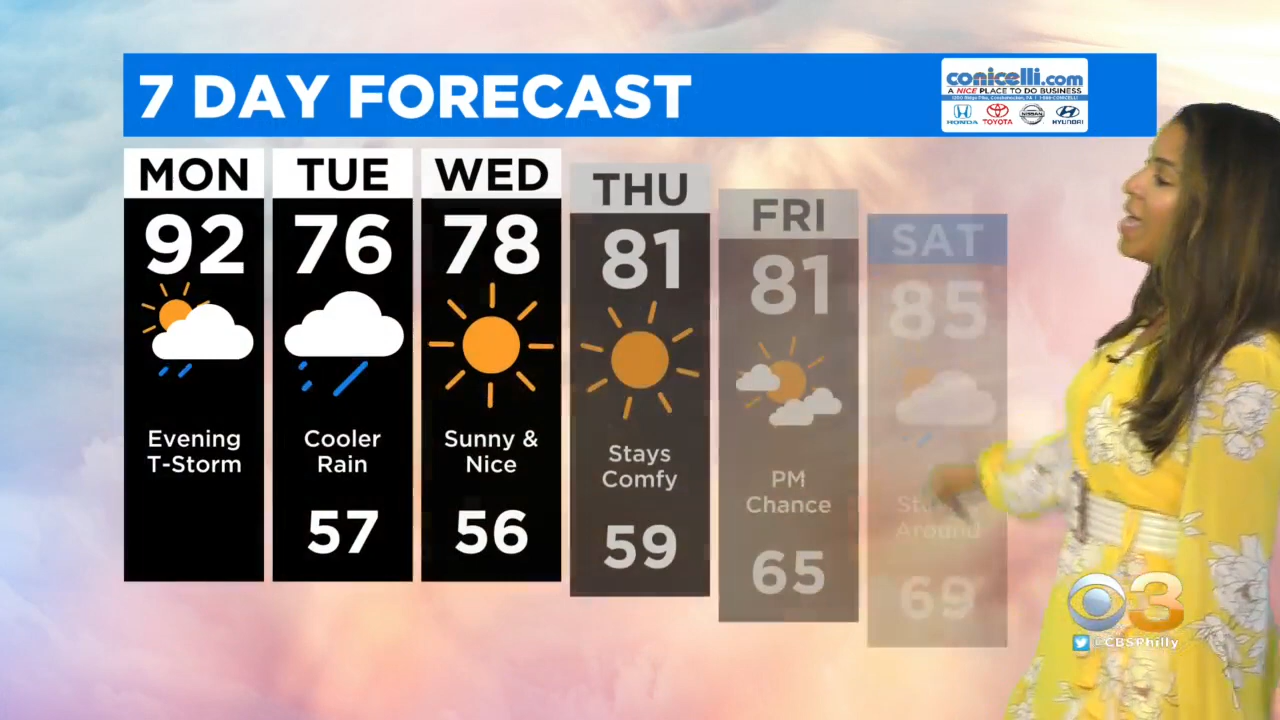 7 DAY FORECAST
conicelli.com
A NICE PLACE TO DO BUSINESS
HONDA TOYOTA NISSAN HYUNDAI
MON
92
Evening
T-Storm
TUE
76
Cooler
Rain
57
WED
78
Sunny &
Nice
56
THU
81
Stays
Comfy
59
FRI
81
PM
Chance
65
SAT
85
Around
69
3
@CBSPhilly